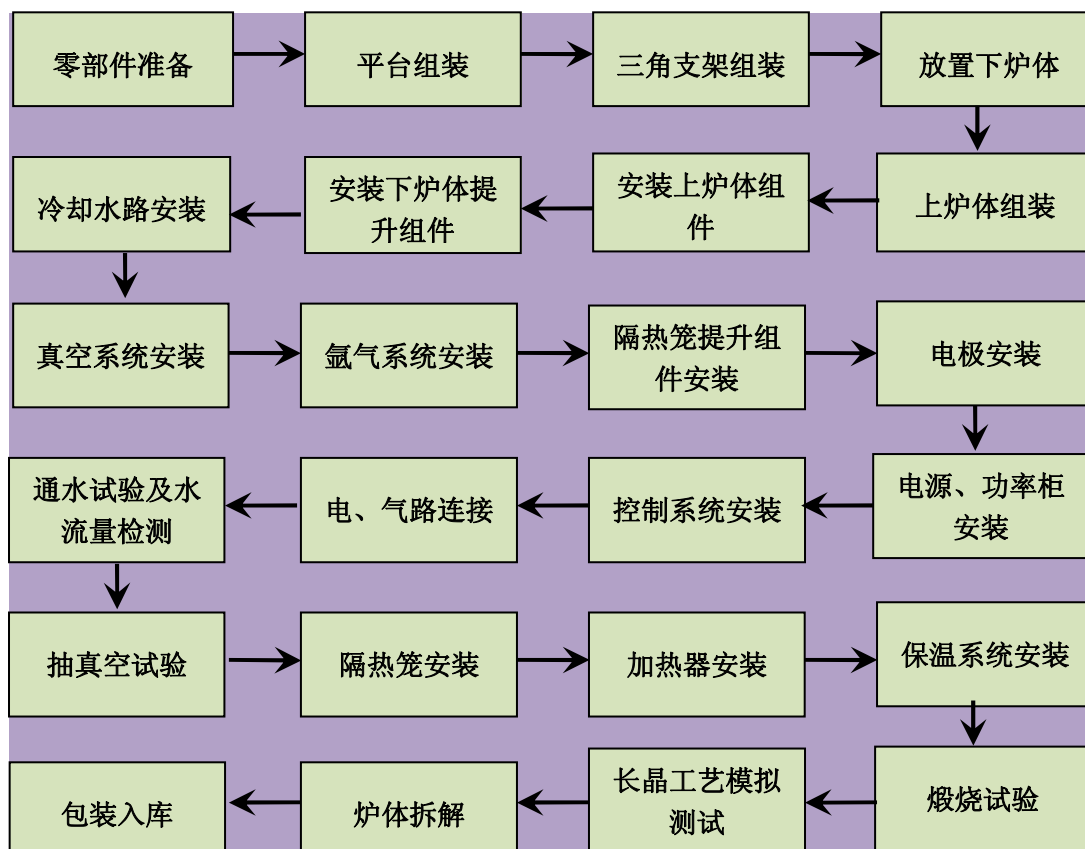 零部件准备
平台组装
三角支架组装
放置下炉体
冷却水路安装
安装下炉体提
升组件
安装上炉体组
件
上炉体组装
真空系统安装
氩气系统安装
隔热笼提升组
件安装
电极安装
通水试验及水
流量检测
电、气路连接
控制系统安装
电源、功率柜
安装
抽真空试验
隔热笼安装
加热器安装
保温系统安装
包装入库
炉体拆解
长晶工艺模拟
测试
煅烧试验